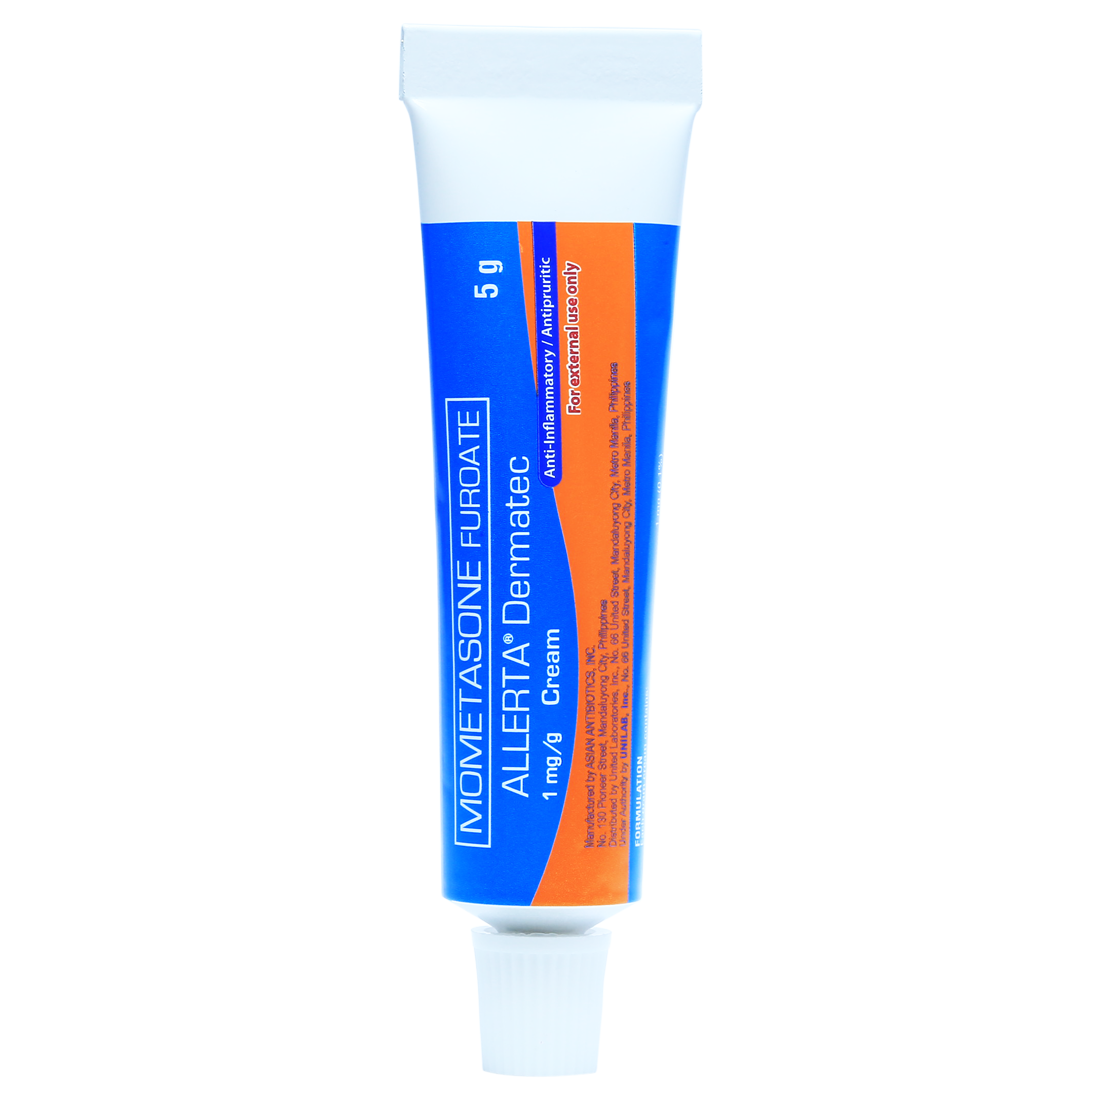 MOMETASONE FUROATE
ALLERTA® Dermatec
1 mg/g Cream
5 g
Anti-Inflammatory / Antipruritic
For external use only
Manufactured by ASIAN ANTIBIOTICS, INC.
No. 130 Pioneer Street, Mandaluyong City, Philippines
Distributed by United Laboratories, Inc., No. 66 United Street, Mandaluyong City, Metro Manila, Philippines
Under Authority by UNILAB, Inc., No. 66 United Street, Mandaluyong City, Metro Manila, Philippines
FORMULATION